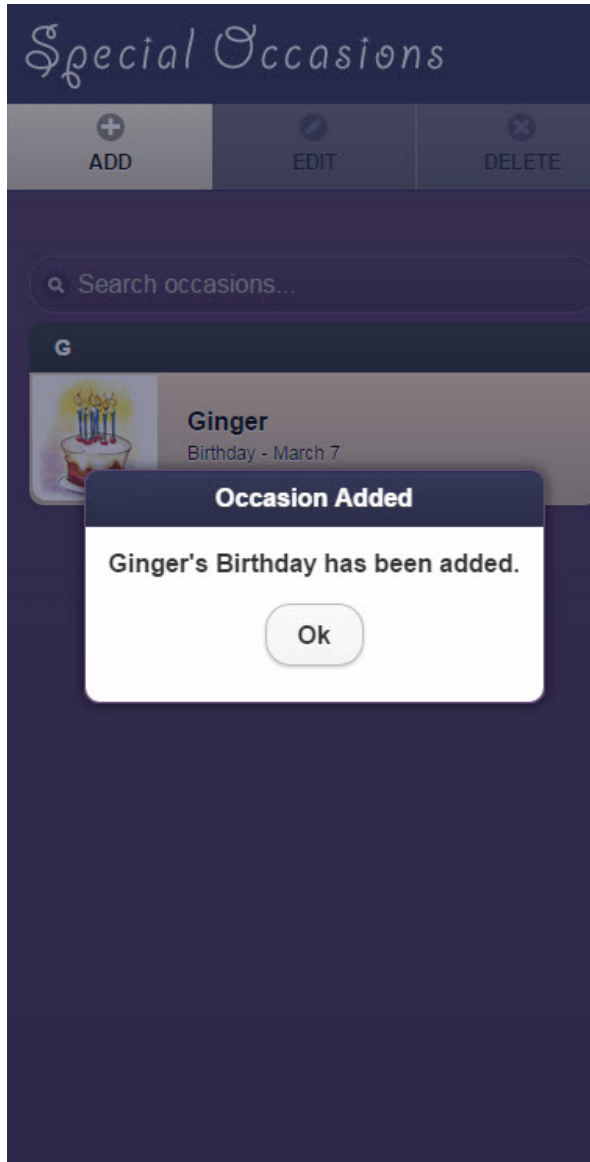 Special Occasions
ADD EDIT DELETE
Search occasions...
G
Ginger
Birthday - March 7
Occasion Added
Ginger's Birthday has been added.
Ok